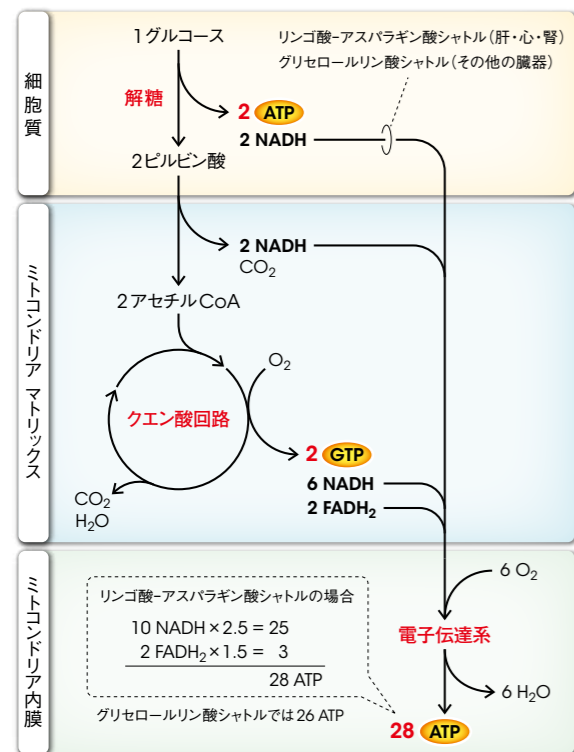 細胞質
1グルコース
リンゴ酸-アスパラギン酸シャトル(肝・心・腎)
グリセロールリン酸シャトル(その他の臓器)
解糖
2 ATP
2 NADH
2ピルビン酸
ミトコンドリア マトリックス
2 NADH
CO₂
2アセチルCoA
O₂
クエン酸回路
2 GTP
6 NADH
2 FADH₂
CO₂
H₂O
ミトコンドリア内膜
リンゴ酸-アスパラギン酸シャトルの場合
10 NADH×2.5=25
2 FADH₂×1.5= 3
28 ATP
グリセロールリン酸シャトルでは26 ATP
6 O₂
電子伝達系
6 H₂O
28 ATP